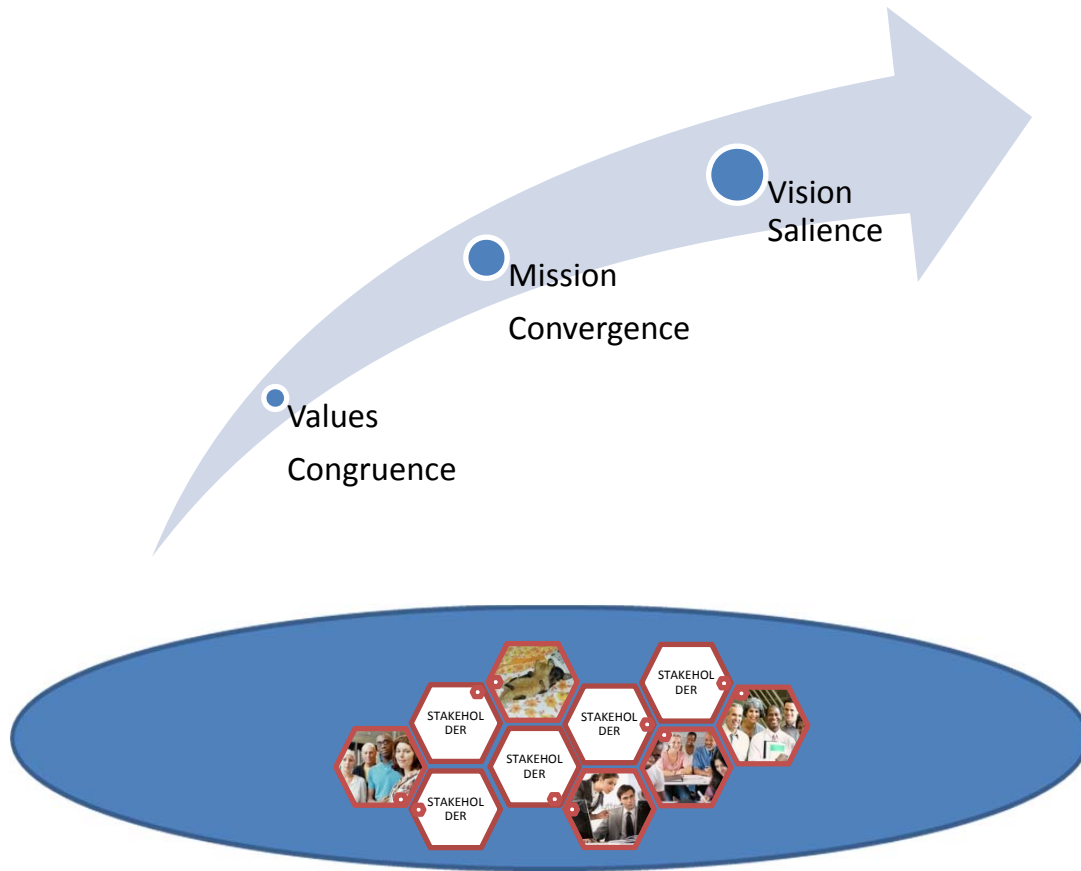 Vision
Salience
Mission
Convergence
Values
Congruence
STAKEHOL
DER
STAKEHOL
DER
STAKEHOL
DER
STAKEHOL
DER
STAKEHOL
DER